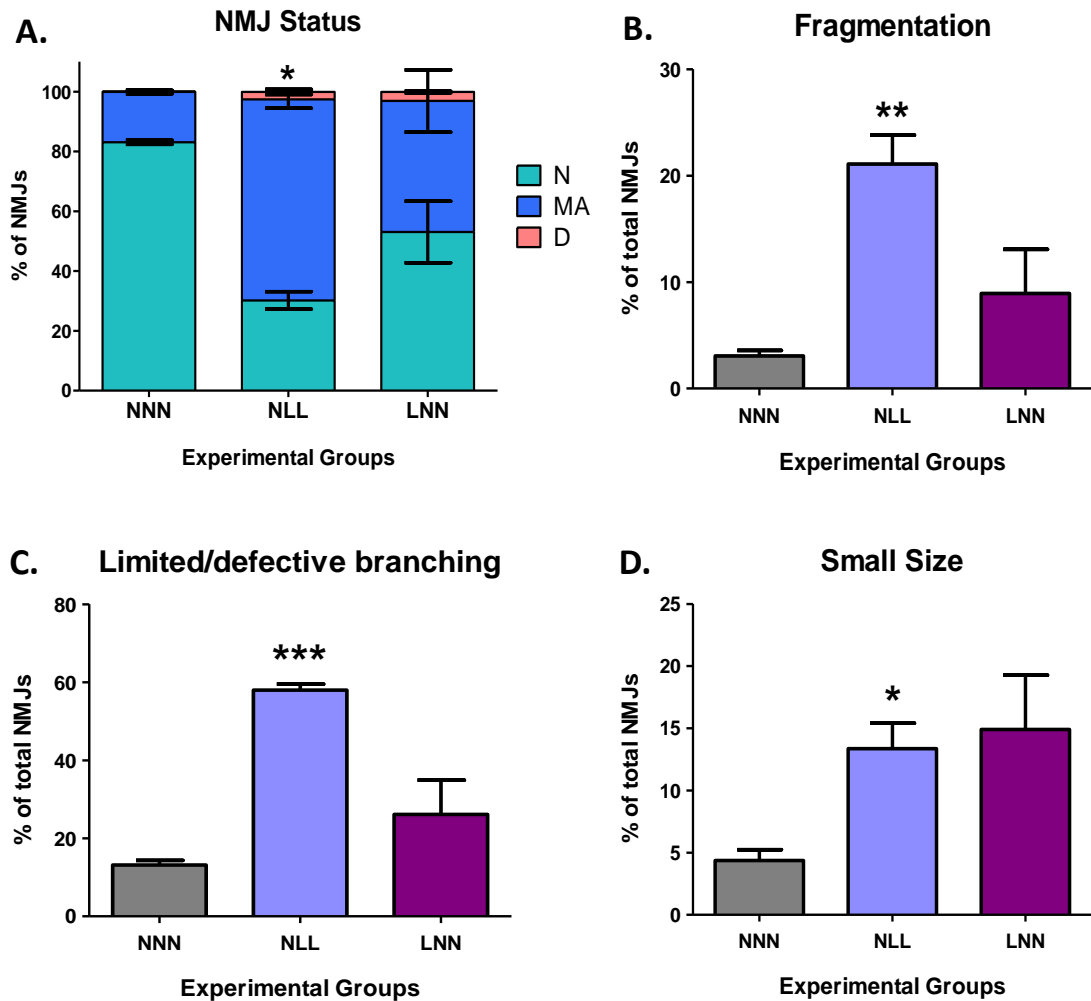 A.
NMJ Status
% of NMJs
100
80
60
40
20
0
*
NNN
NLL
LNN
Experimental Groups
N
MA
D
B.
Fragmentation
% of total NMJs
30
20
10
0
**
NNN
NLL
LNN
Experimental Groups
C.
Limited/defective branching
% of total NMJs
80
60
40
20
0
***
NNN
NLL
LNN
Experimental Groups
D.
Small Size
% of total NMJs
25
20
15
10
5
0
*
NNN
NLL
LNN
Experimental Groups